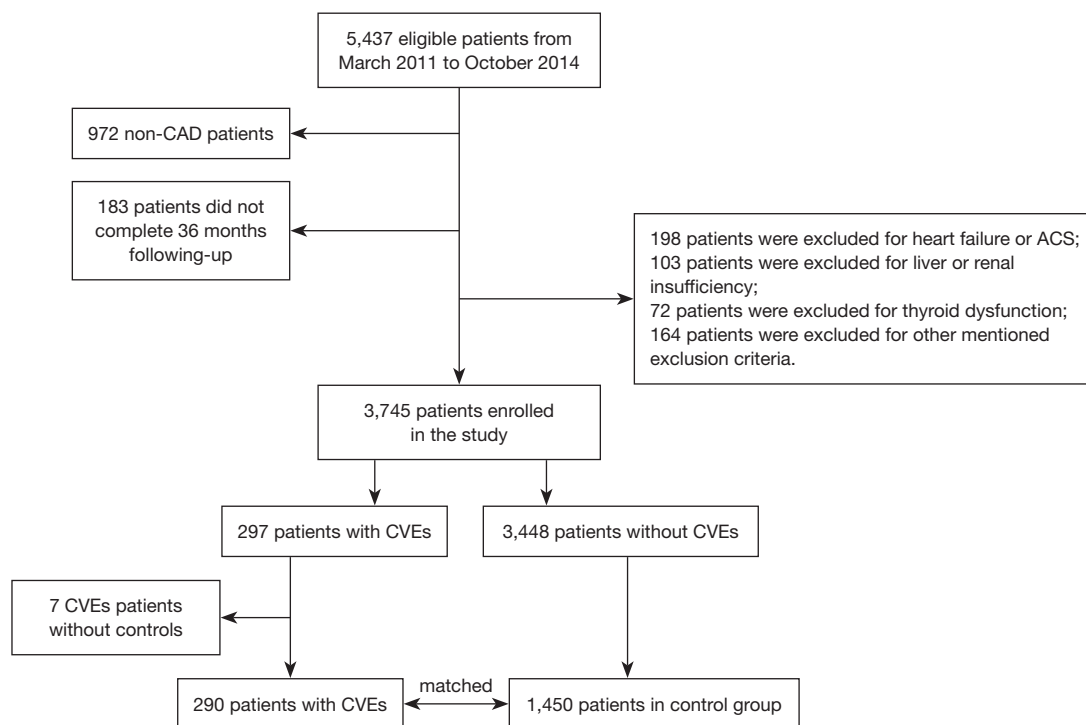 5,437 eligible patients from
March 2011 to October 2014
972 non-CAD patients
183 patients did not
complete 36 months
following-up
198 patients were excluded for heart failure or ACS;
103 patients were excluded for liver or renal
insufficiency;
72 patients were excluded for thyroid dysfunction;
164 patients were excluded for other mentioned
exclusion criteria.
3,745 patients enrolled
in the study
297 patients with CVEs
3,448 patients without CVEs
7 CVEs patients
without controls
290 patients with CVEs
matched
1,450 patients in control group